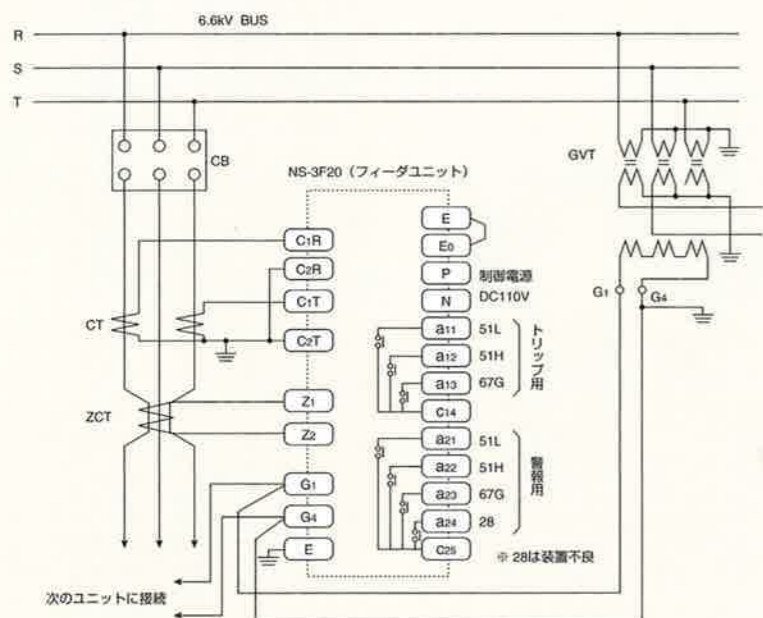 6.6kV BUS
R
S
T
CB
GVT
NS-3F20（フィーダユニット）
C1R
C2R
C1T
C2T
CT
ZCT
Z1
Z2
G1
G4
E
次のユニットに接続
E
E0
P 制御電源
N DC110V
a11 51L
a12 51H
a13 67G
C14
トリップ用
a21 51L
a22 51H
a23 67G
a24 28
C25
警報用
※ 28は装置不良
G1
G4